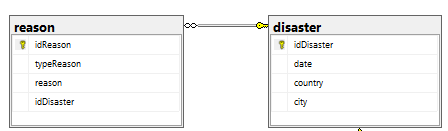 reason
idReason
typeReason
reason
idDisaster
disaster
idDisaster
date
country
city